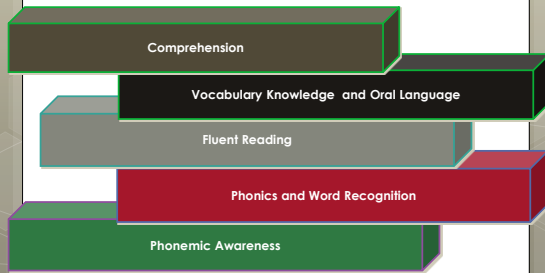 Comprehension
Vocabulary Knowledge and Oral Language
Fluent Reading
Phonics and Word Recognition
Phonemic Awareness